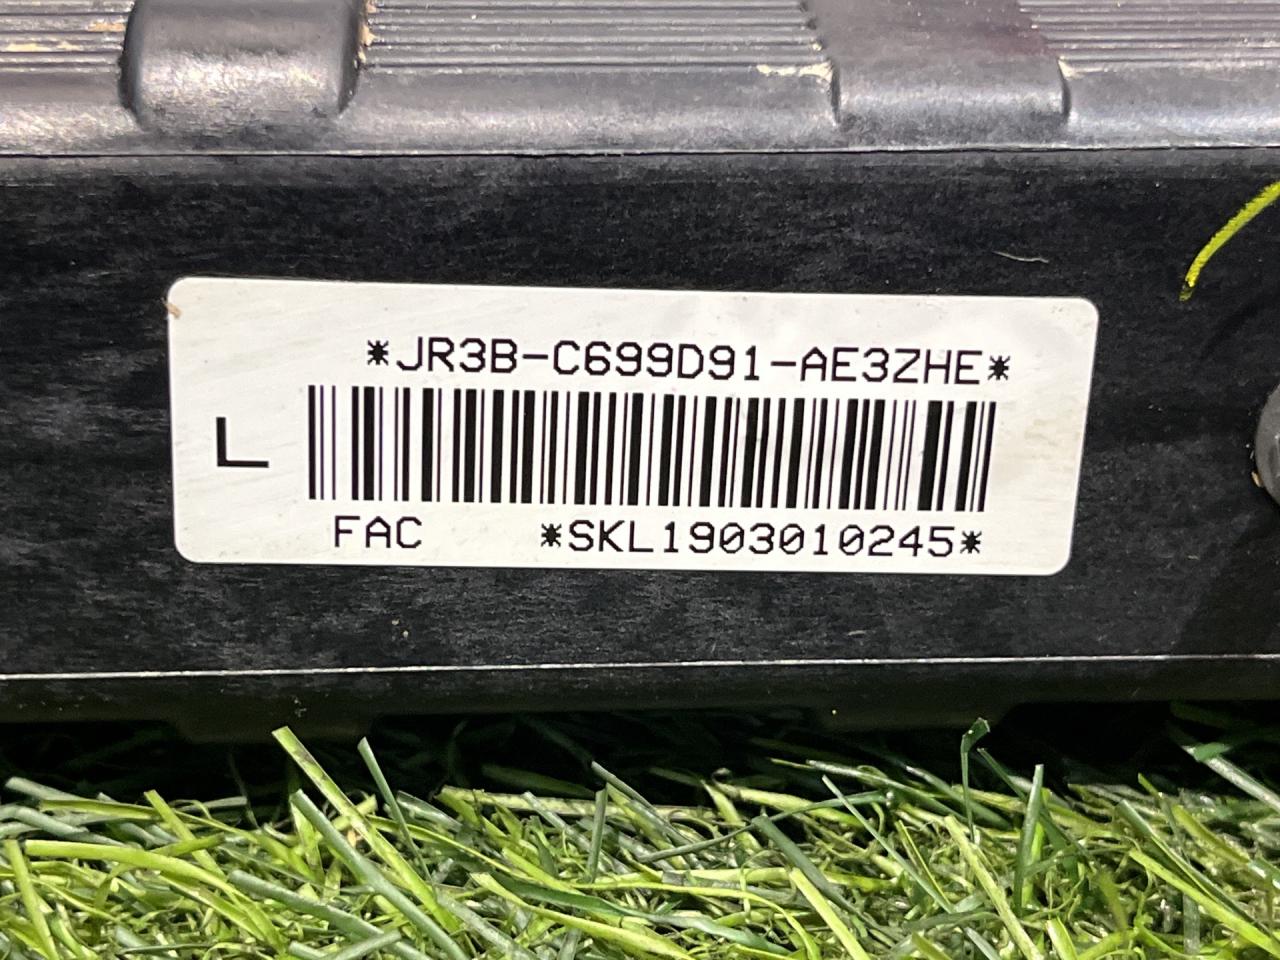 *JR3B-C699D91-AE3ZHE*
L
FAC *SKL1903010245*